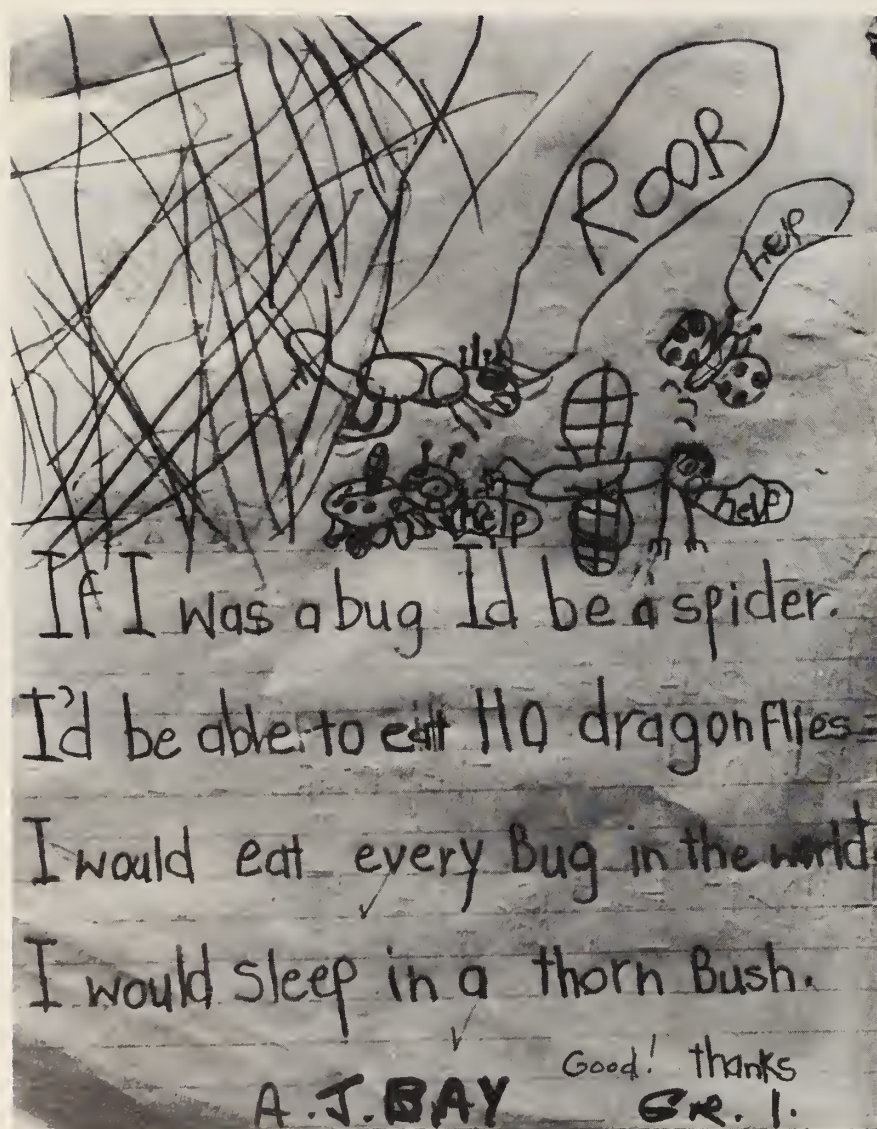 ROOR
help
help
help
If I was a bug Id be a spider.
I'd be able to eat 110 dragonflies
I would eat every Bug in the world.
I would sleep in a thorn Bush.
Good! thanks
A.J.BAY Gr. 1.